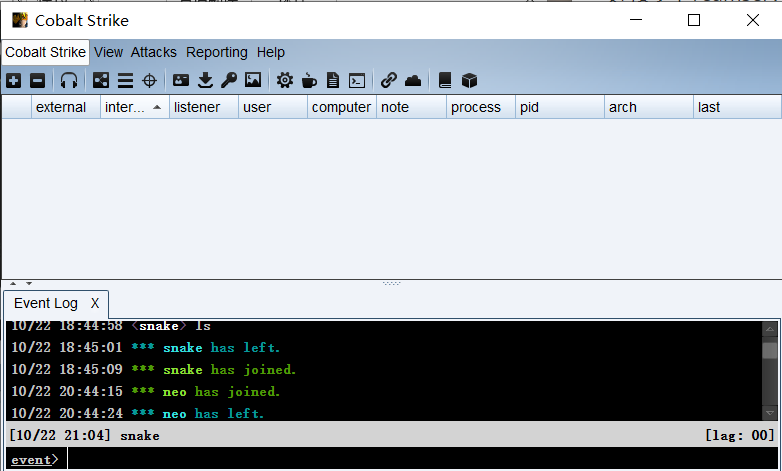 Cobalt Strike
Cobalt Strike View Attacks Reporting Help
external inter... listener user computer note process pid arch last
Event Log X
10/22 18:44:58 <snake> ls
10/22 18:45:01 *** snake has left.
10/22 18:45:09 *** snake has joined.
10/22 20:44:15 *** neo has joined.
10/22 20:44:24 *** neo has left.
[10/22 21:04] snake [lag: 00]
event>